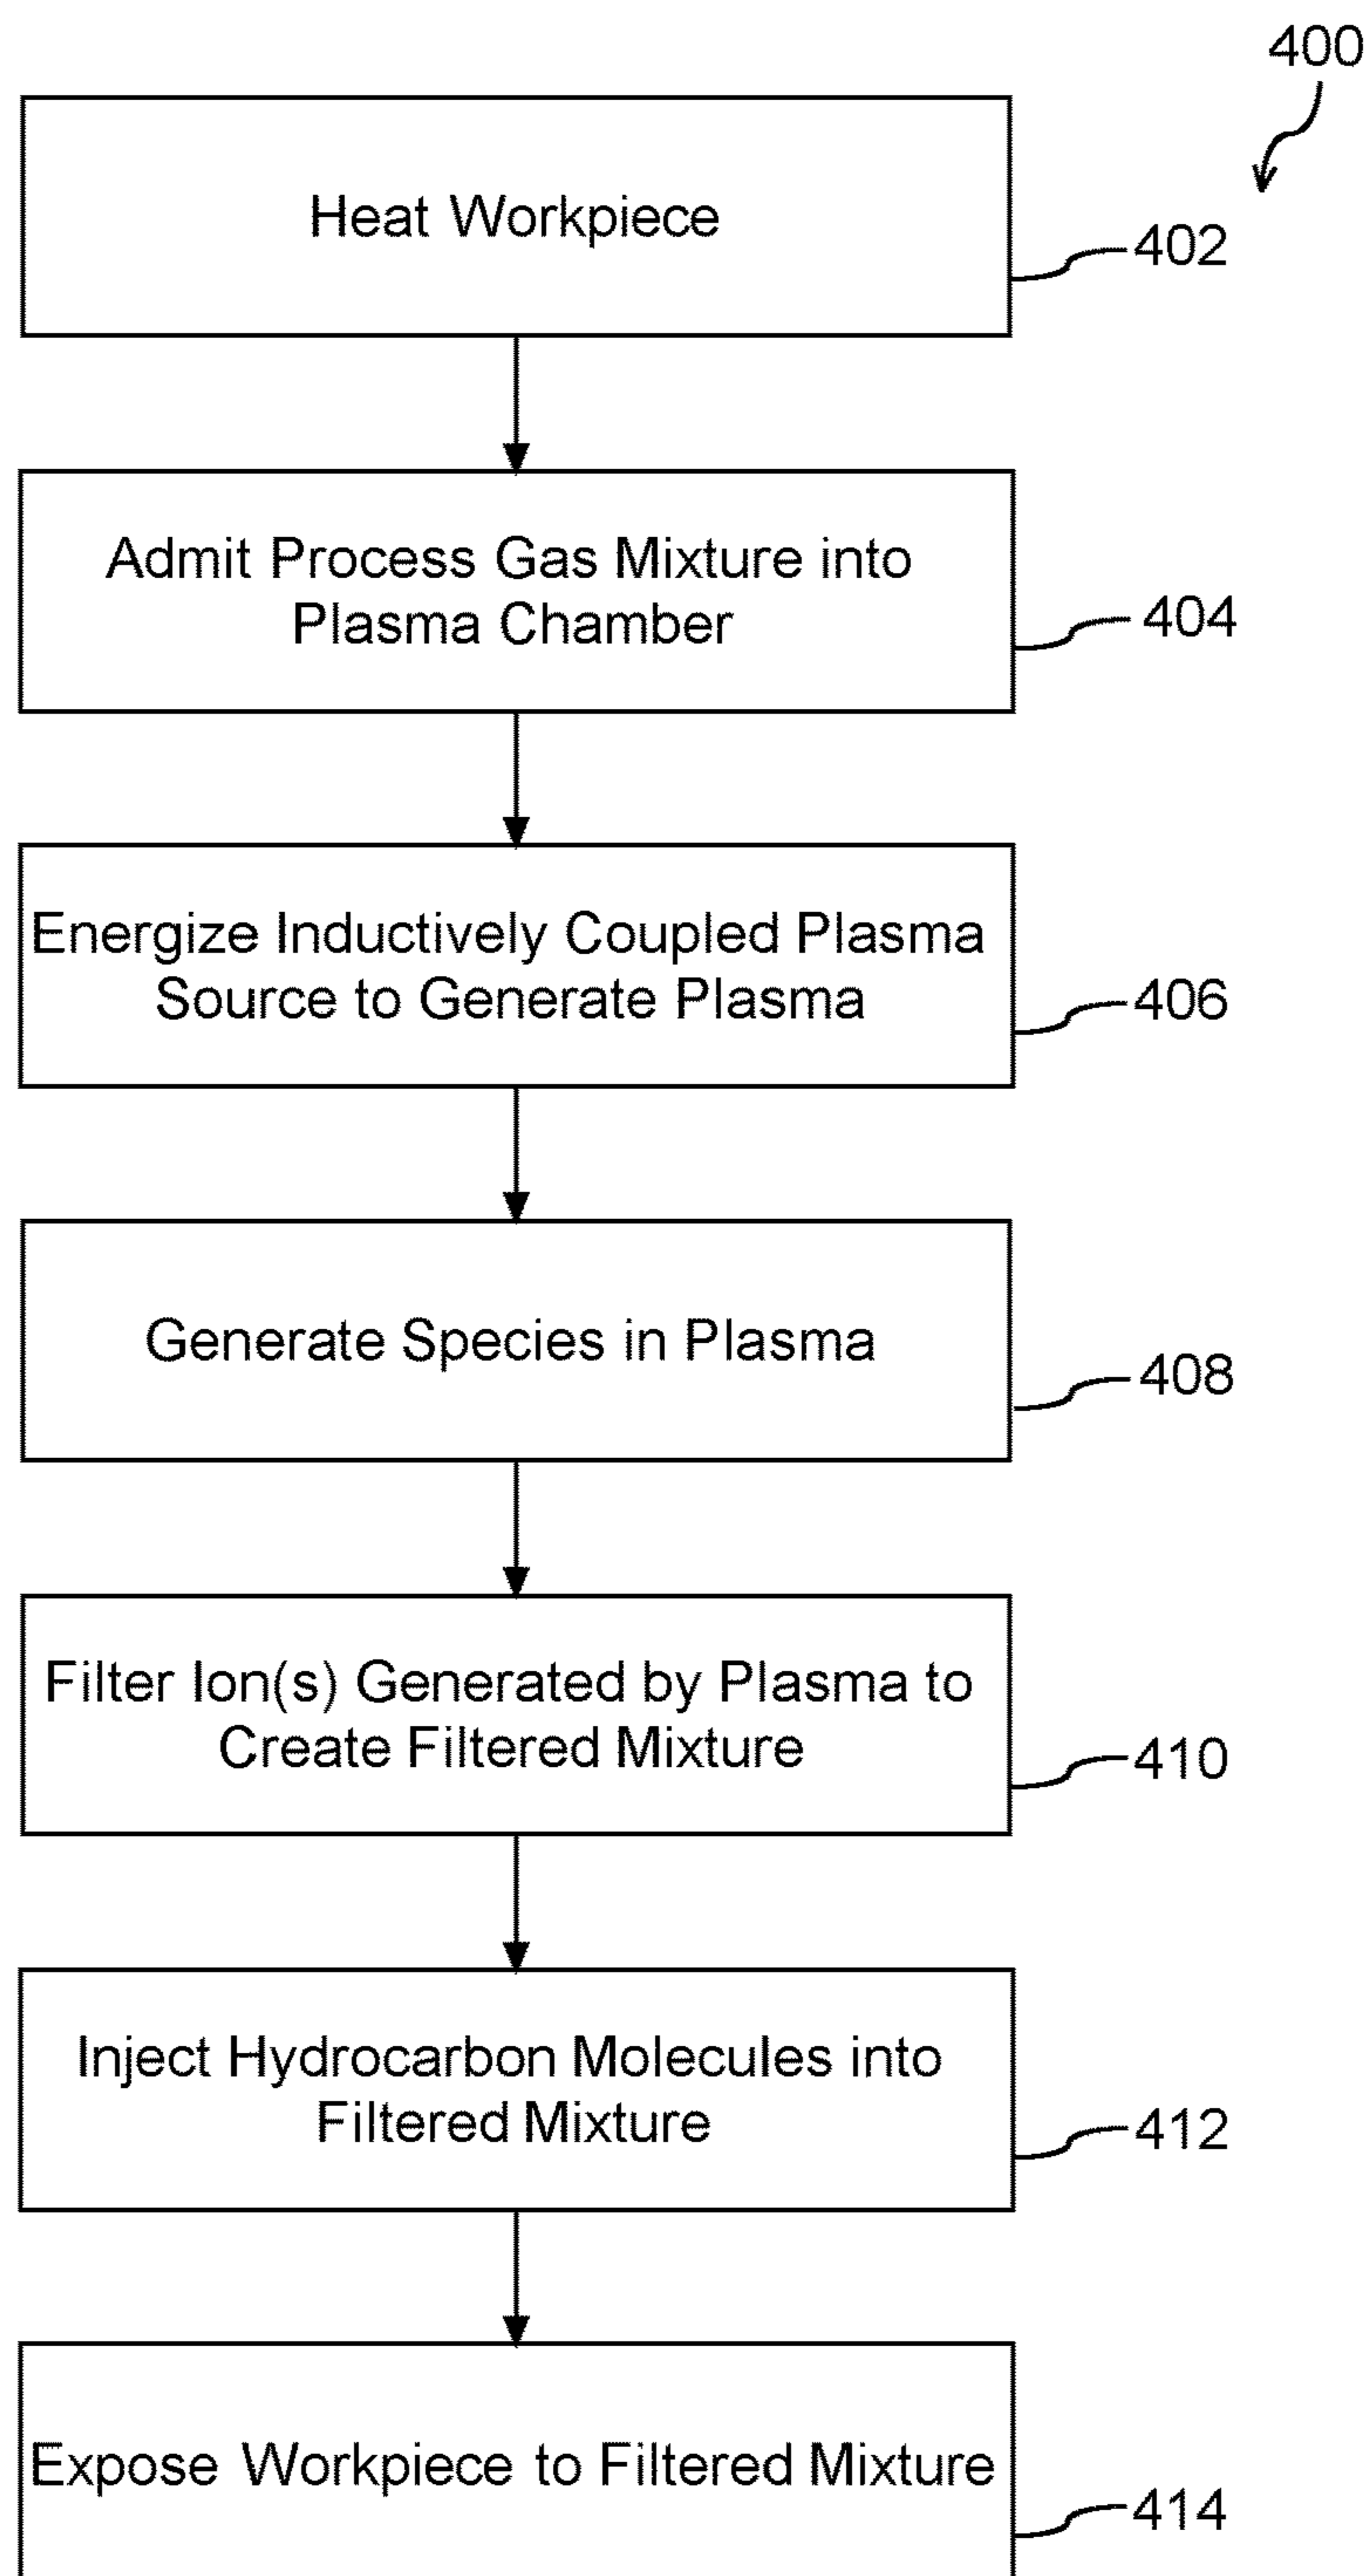 400
Heat Workpiece
402
Admit Process Gas Mixture into
Plasma Chamber
404
Energize Inductively Coupled Plasma
Source to Generate Plasma
406
Generate Species in Plasma
408
Filter Ion(s) Generated by Plasma to
Create Filtered Mixture
410
Inject Hydrocarbon Molecules into
Filtered Mixture
412
Expose Workpiece to Filtered Mixture
414